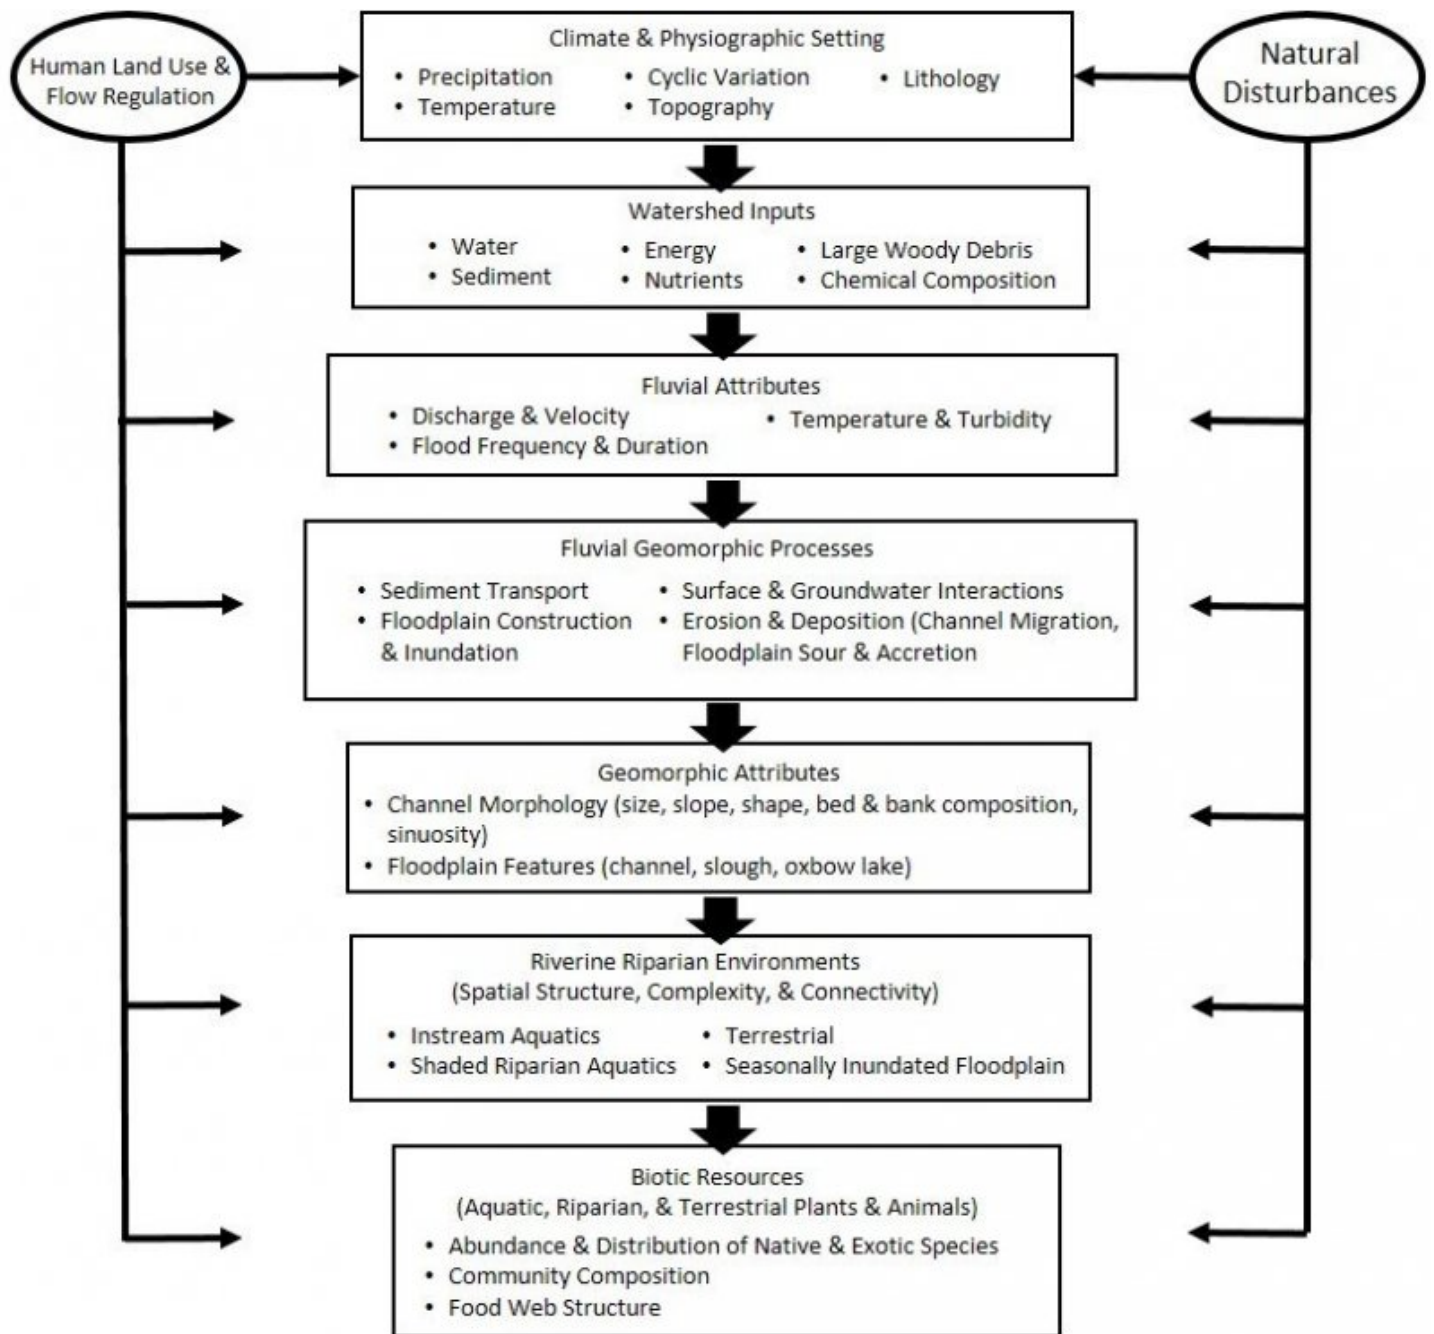 Human Land Use &
Flow Regulation
Climate & Physiographic Setting
• Precipitation • Cyclic Variation • Lithology
• Temperature • Topography
Natural
Disturbances
Watershed Inputs
• Water • Energy • Large Woody Debris
• Sediment • Nutrients • Chemical Composition
Fluvial Attributes
• Discharge & Velocity • Temperature & Turbidity
• Flood Frequency & Duration
Fluvial Geomorphic Processes
• Sediment Transport • Surface & Groundwater Interactions
• Floodplain Construction • Erosion & Deposition (Channel Migration,
& Inundation Floodplain Sour & Accretion
Geomorphic Attributes
• Channel Morphology (size, slope, shape, bed & bank composition,
sinuosity)
• Floodplain Features (channel, slough, oxbow lake)
Riverine Riparian Environments
(Spatial Structure, Complexity, & Connectivity)
• Instream Aquatics • Terrestrial
• Shaded Riparian Aquatics • Seasonally Inundated Floodplain
Biotic Resources
(Aquatic, Riparian, & Terrestrial Plants & Animals)
• Abundance & Distribution of Native & Exotic Species
• Community Composition
• Food Web Structure